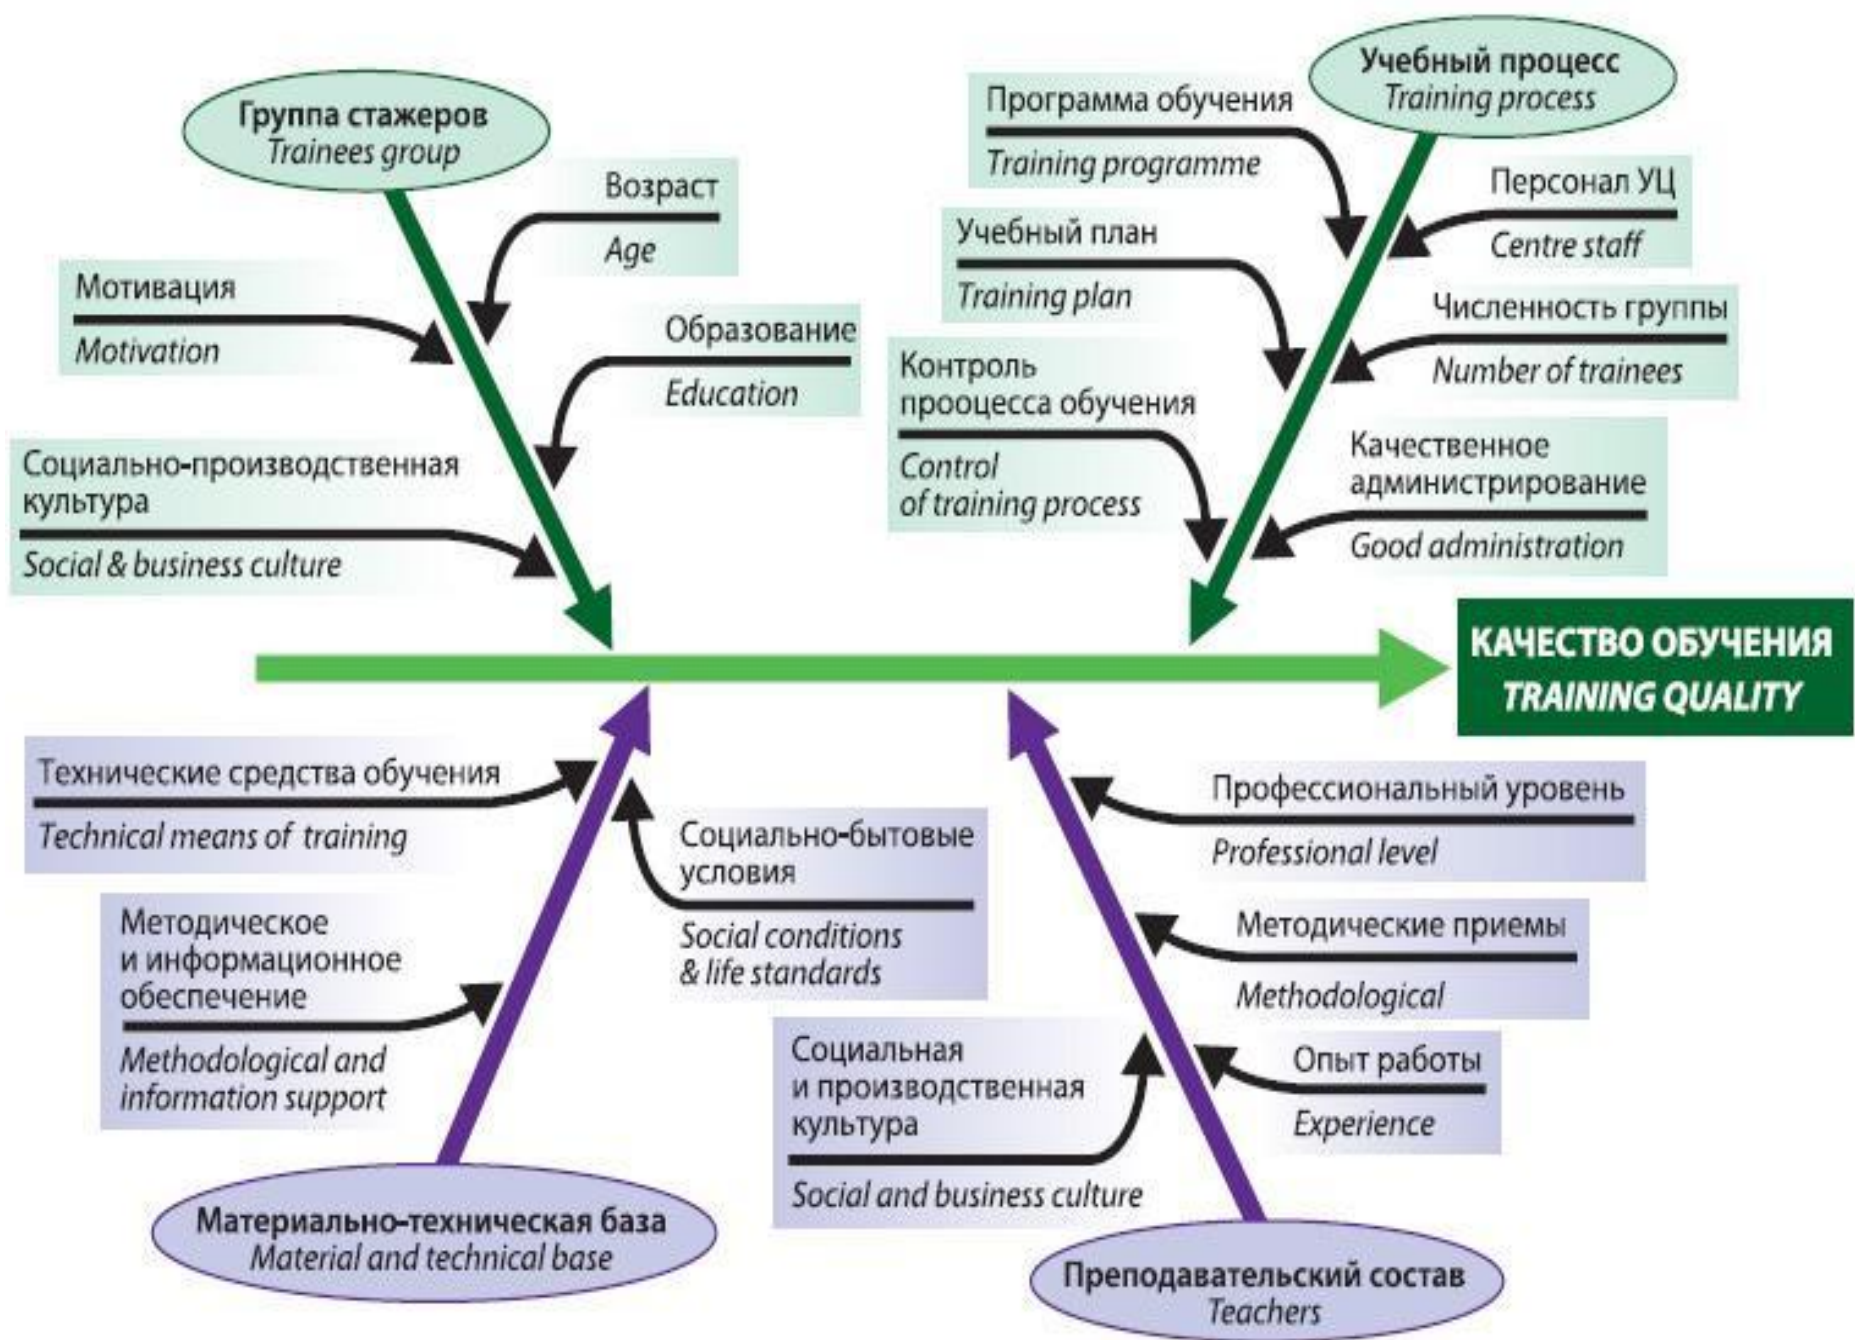 Группа стажеров
Trainees group
Возраст
Age
Мотивация
Motivation
Образование
Education
Социально-производственная
культура
Social & business culture
Учебный процесс
Training process
Программа обучения
Training programme
Персонал УЦ
Centre staff
Учебный план
Training plan
Численность группы
Number of trainees
Контроль
прооцесса обучения
Control
of training process
Качественное
администрирование
Good administration
КАЧЕСТВО ОБУЧЕНИЯ
TRAINING QUALITY
Технические средства обучения
Technical means of training
Социально-бытовые
условия
Social conditions
& life standards
Методическое
и информационное
обеспечение
Methodological and
information support
Материально-техническая база
Material and technical base
Профессиональный уровень
Professional level
Методические приемы
Methodological
Социальная
и производственная
культура
Social and business culture
Опыт работы
Experience
Преподавательский состав
Teachers